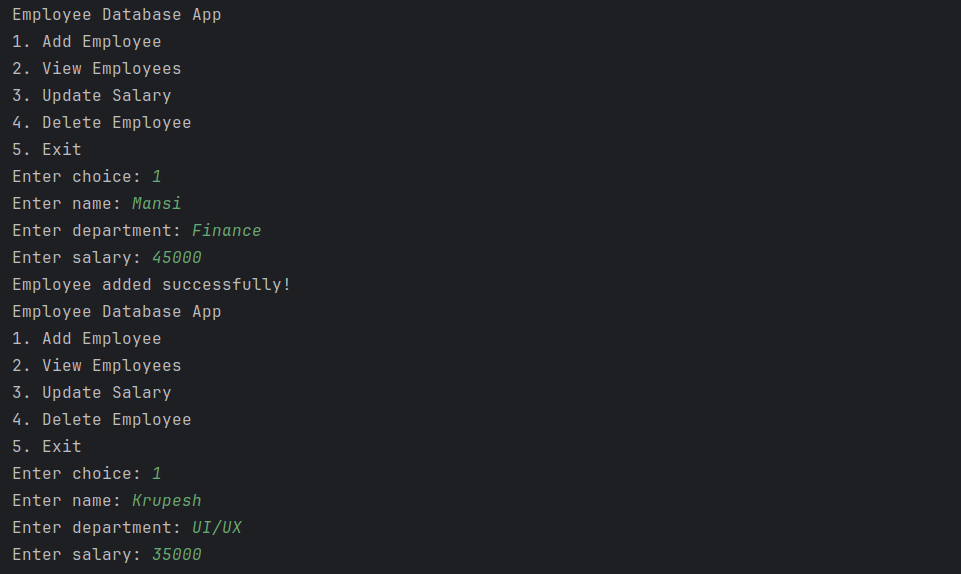 Employee Database App
1. Add Employee
2. View Employees
3. Update Salary
4. Delete Employee
5. Exit
Enter choice: 1
Enter name: Mansi
Enter department: Finance
Enter salary: 45000
Employee added successfully!
Employee Database App
1. Add Employee
2. View Employees
3. Update Salary
4. Delete Employee
5. Exit
Enter choice: 1
Enter name: Krupesh
Enter department: UI/UX
Enter salary: 35000